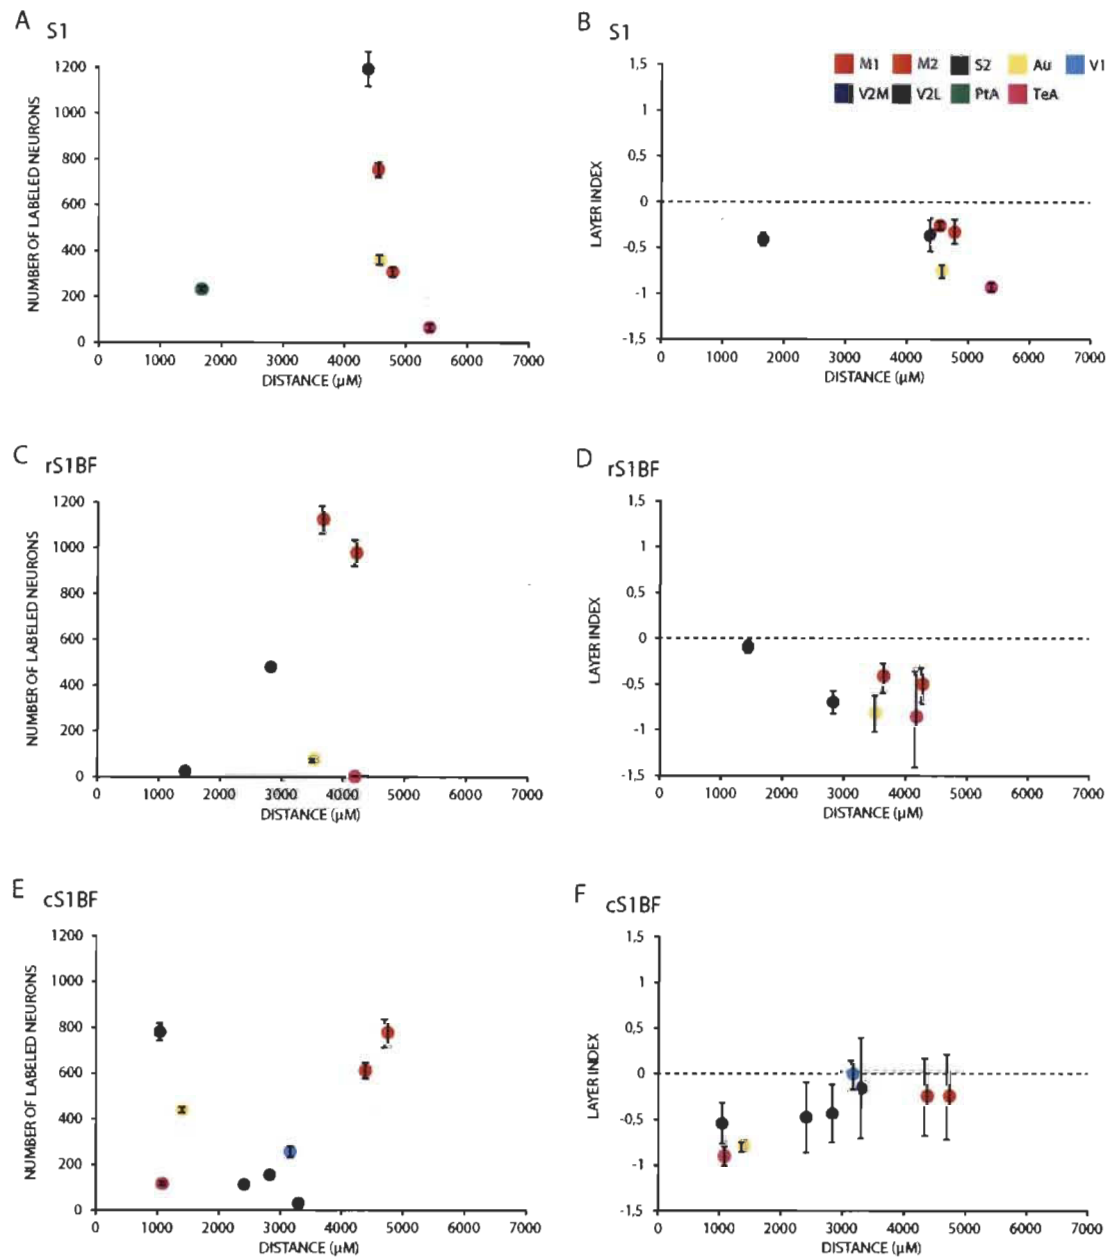 A S1
NUMBER OF LABELED NEURONS
1200
1000
800
600
400
200
0
0 1000 2000 3000 4000 5000 6000 7000
DISTANCE (µM)
B S1
M1 M2 S2 Au V1
V2M V2L PtA TeA
LAYER INDEX
1,5
1
0,5
0
-0,5
-1
-1,5
0 1000 2000 3000 4000 5000 6000 7000
DISTANCE (µM)
C rS1BF
NUMBER OF LABELED NEURONS
1200
1000
800
600
400
200
0
0 1000 2000 3000 4000 5000 6000 7000
DISTANCE (µM)
D rS1BF
LAYER INDEX
1,5
1
0,5
0
-0,5
-1
-1,5
0 1000 2000 3000 4000 5000 6000 7000
DISTANCE (µM)
E cS1BF
NUMBER OF LABELED NEURONS
1200
1000
800
600
400
200
0
0 1000 2000 3000 4000 5000 6000 7000
DISTANCE (µM)
F cS1BF
LAYER INDEX
1,5
1
0,5
0
-0,5
-1
-1,5
0 1000 2000 3000 4000 5000 6000 7000
DISTANCE (µM)